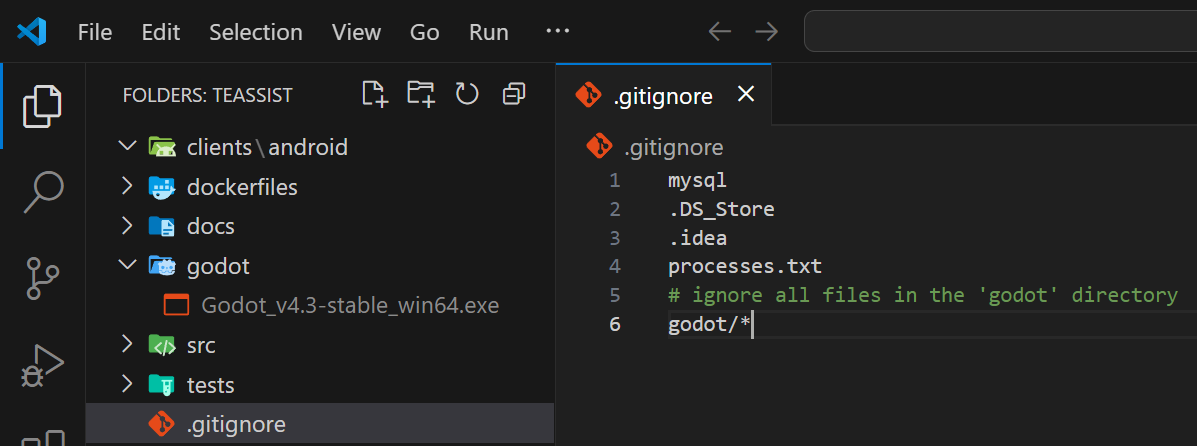 File Edit Selection View Go Run ···
FOLDERS: TEASSIST
clients\android
dockerfiles
docs
godot
Godot_v4.3-stable_win64.exe
src
tests
.gitignore
.gitignore
.gitignore
1 mysql
2 .DS_Store
3 .idea
4 processes.txt
5 # ignore all files in the 'godot' directory
6 godot/*